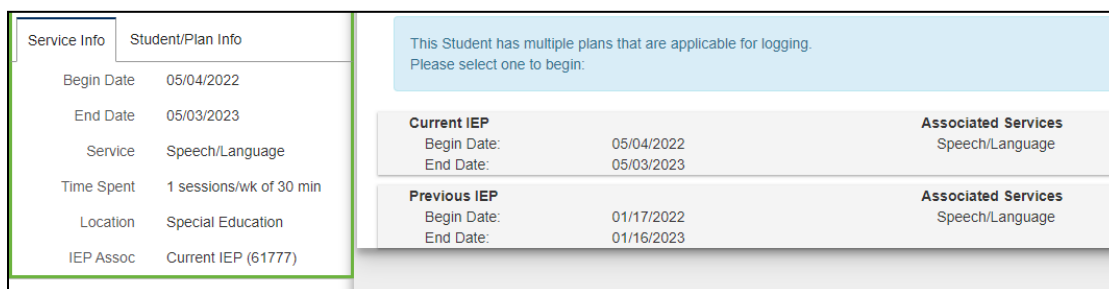 Service Info Student/Plan Info
Begin Date 05/04/2022
End Date 05/03/2023
Service Speech/Language
Time Spent 1 sessions/wk of 30 min
Location Special Education
IEP Assoc Current IEP (61777)
This Student has multiple plans that are applicable for logging.
Please select one to begin:
Current IEP Associated Services
Begin Date: 05/04/2022 Speech/Language
End Date: 05/03/2023
Previous IEP Associated Services
Begin Date: 01/17/2022 Speech/Language
End Date: 01/16/2023